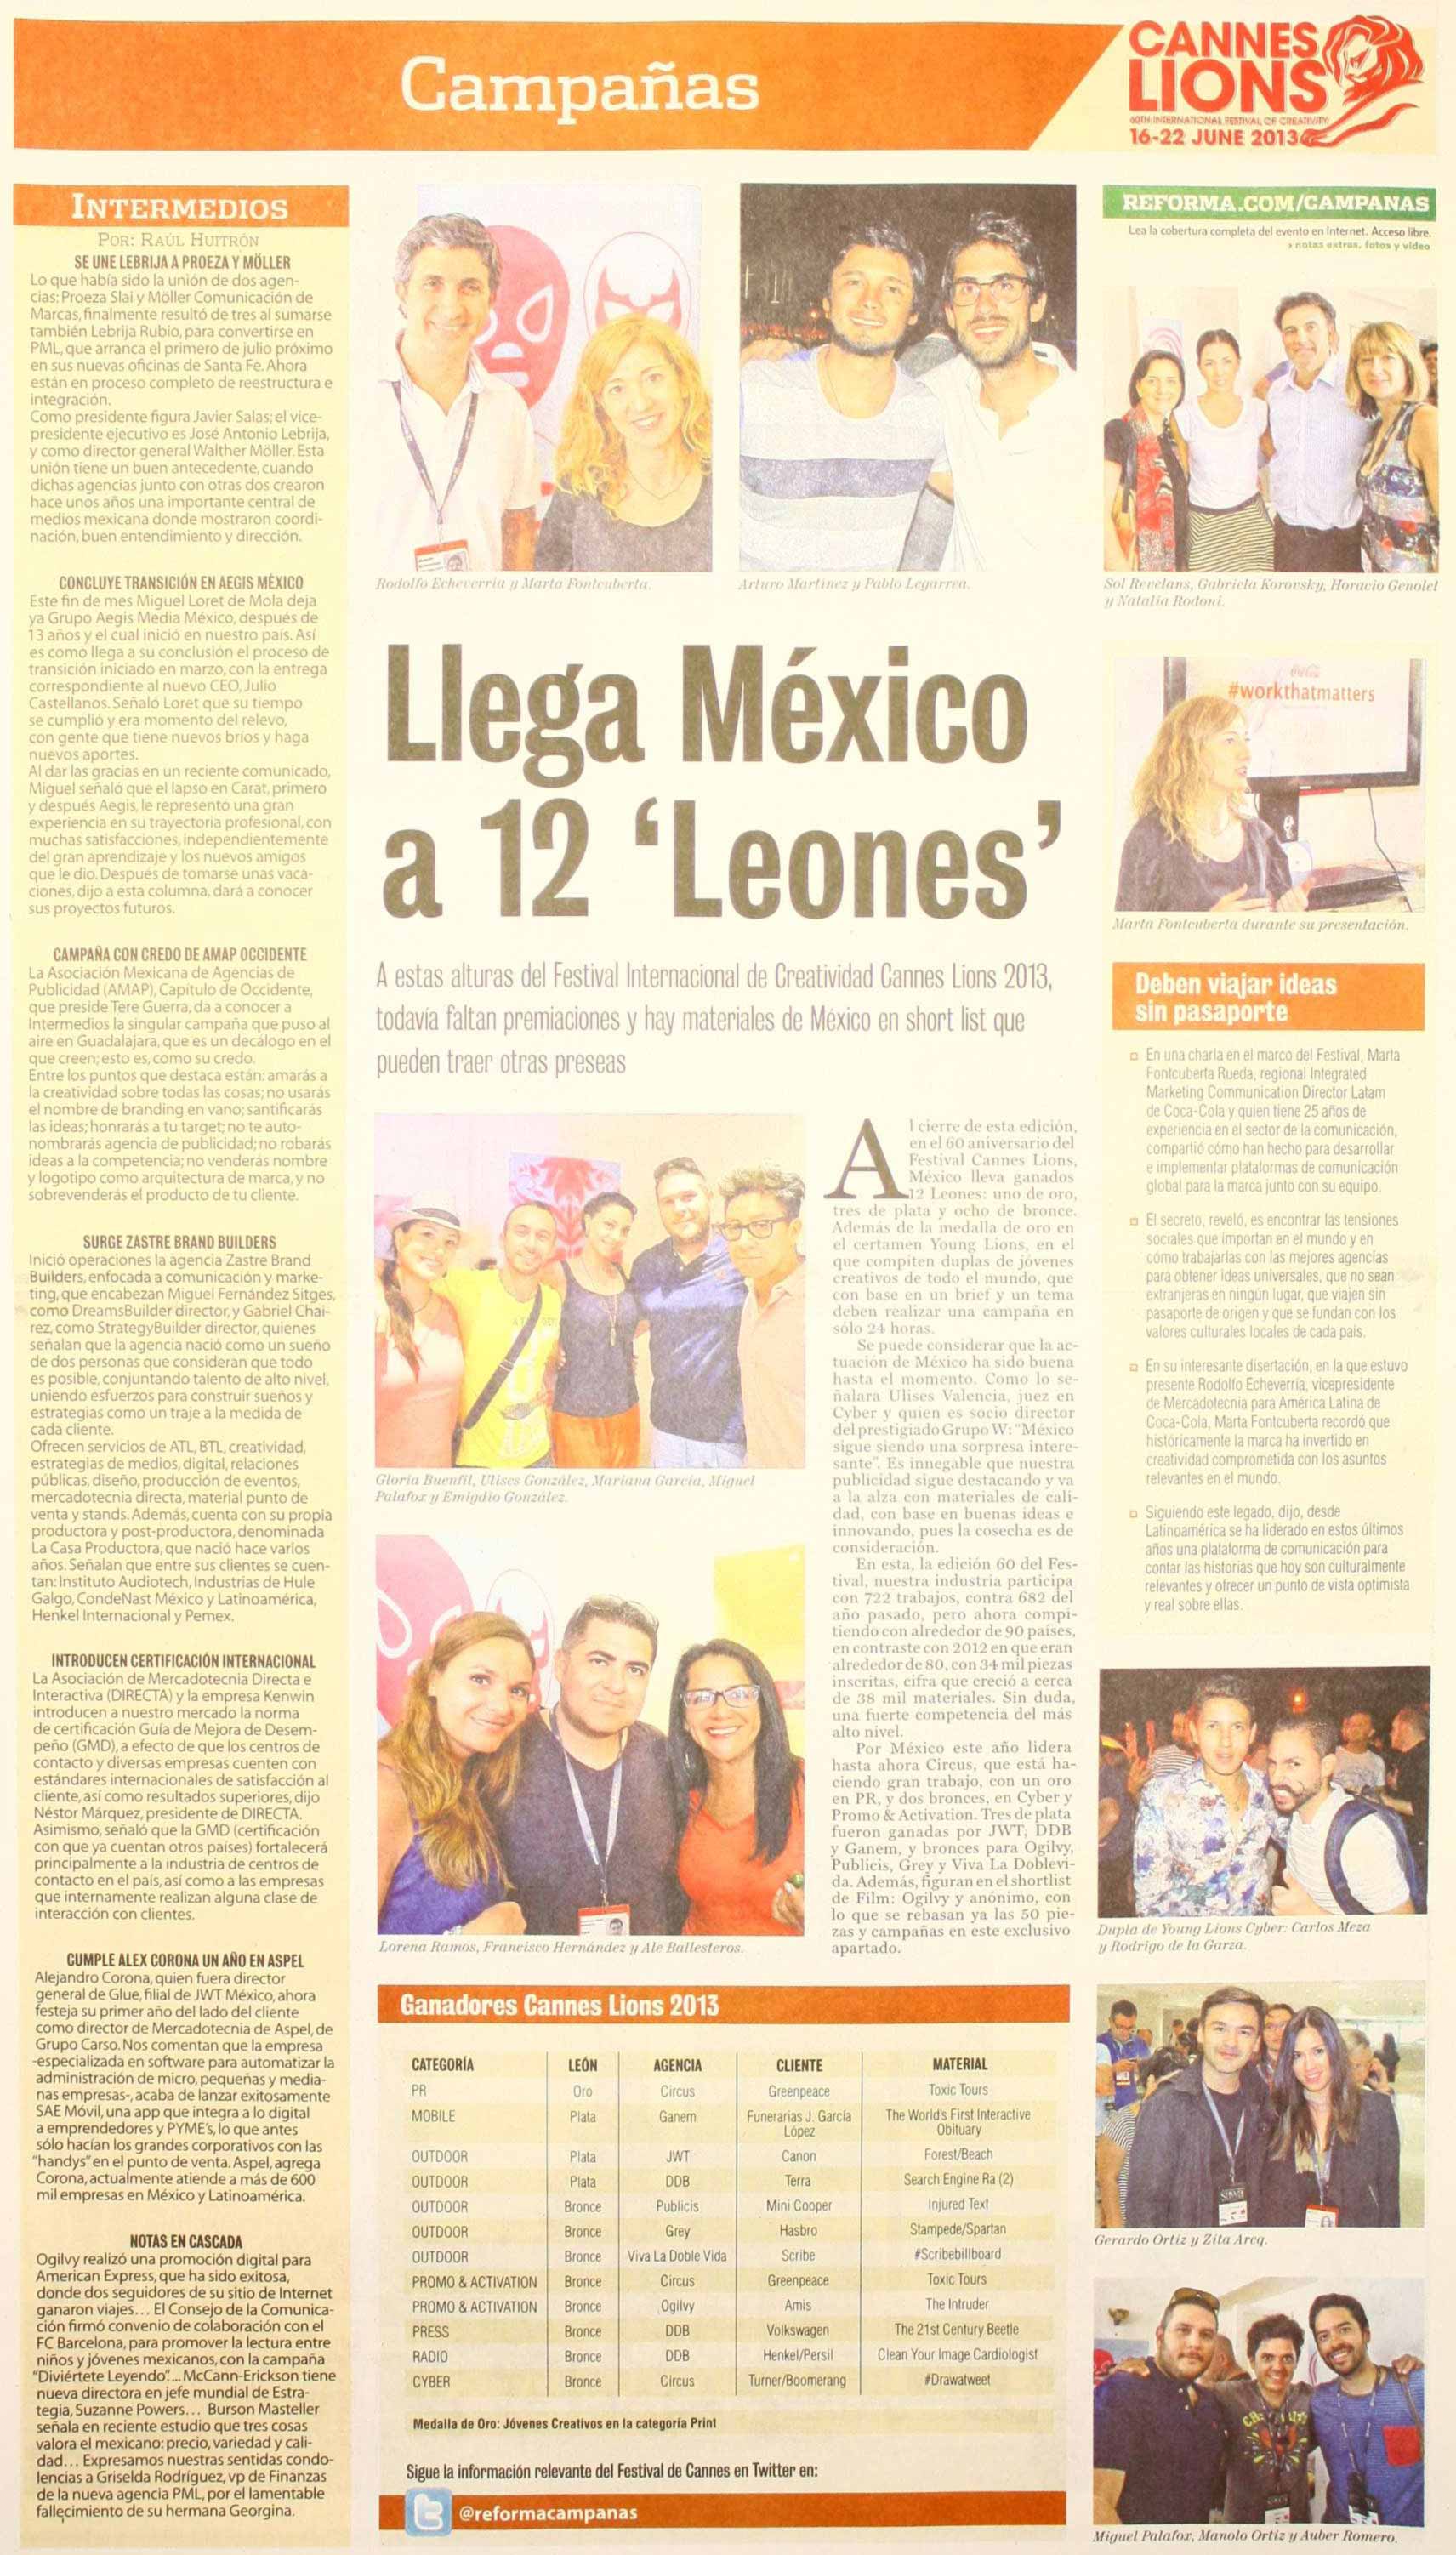 Campañas
CANNES
LIONS
60TH INTERNATIONAL FESTIVAL OF CREATIVITY
16-22 JUNE 2013
INTERMEDIOS
POR: RAÚL HUITRÓN
SE UNE LEBRIJA A PROEZA Y MÖLLER
Lo que había sido la unión de dos agen-
cias: Proeza Slai y Möller Comunicación de
Marcas, finalmente resultó de tres al sumarse
también Lebrija Rubio, para convertirse en
PML, que arranca el primero de julio próximo
en sus nuevas oficinas de Santa Fe. Ahora
están en proceso completo de reestructura e
integración.
Como presidente figura Javier Salas; el vice-
presidente ejecutivo es José Antonio Lebrija,
y como director general Walther Möller. Esta
unión tiene un buen antecedente, cuando
dichas agencias junto con otras dos crearon
hace unos años una importante central de
medios mexicana donde mostraron coordi-
nación, buen entendimiento y dirección.
CONCLUYE TRANSICIÓN EN AEGIS MÉXICO
Este fin de mes Miguel Loret de Mola deja
ya Grupo Aegis Media México, después de
13 años y el cual inició en nuestro país. Así
es como llega a su conclusión el proceso de
transición iniciado en marzo, con la entrega
correspondiente al nuevo CEO, Julio
Castellanos. Señaló Loret que su tiempo
se cumplió y era momento del relevo,
con gente que tiene nuevos bríos y haga
nuevos aportes.
Al dar las gracias en un reciente comunicado,
Miguel señaló que el lapso en Carat, primero
y después Aegis, le representó una gran
experiencia en su trayectoria profesional, con
muchas satisfacciones, independientemente
del gran aprendizaje y los nuevos amigos
que le dio. Después de tomarse unas vaca-
ciones, dijo a esta columna, dará a conocer
sus proyectos futuros.
CAMPAÑA CON CREDO DE AMAP OCCIDENTE
La Asociación Mexicana de Agencias de
Publicidad (AMAP), Capítulo de Occidente,
que preside Tere Guerra, da a conocer a
Intermedios la singular campaña que puso al
aire en Guadalajara, que es un decálogo en el
que creen; esto es, como su credo.
Entre los puntos que destaca están: amarás a
la creatividad sobre todas las cosas; no usarás
el nombre de branding en vano; santificarás
las ideas; honrarás a tu target; no te auto-
nombrarás agencia de publicidad; no robarás
ideas a la competencia; no venderás nombre
y logotipo como arquitectura de marca, y no
sobrevenderás el producto de tu cliente.
SURGE ZASTRE BRAND BUILDERS
Inició operaciones la agencia Zastre Brand
Builders, enfocada a comunicación y marke-
ting, que encabezan Miguel Fernández Sitges,
como DreamsBuilder director, y Gabriel Chai-
rez, como StrategyBuilder director, quienes
señalan que la agencia nació como un sueño
de dos personas que consideran que todo
es posible, conjuntando talento de alto nivel,
uniendo esfuerzos para construir sueños y
estrategias como un traje a la medida de
cada cliente.
Ofrecen servicios de ATL, BTL, creatividad,
estrategias de medios, digital, relaciones
públicas, diseño, producción de eventos,
mercadotecnia directa, material punto de
venta y stands. Además, cuenta con su propia
productora y post-productora, denominada
La Casa Productora, que nació hace varios
años. Señalan que entre sus clientes se cuen-
tan: Instituto Audiotech, Industrias de Hule
Galgo, CondeNast México y Latinoamérica,
Henkel Internacional y Pemex.
INTRODUCEN CERTIFICACIÓN INTERNACIONAL
La Asociación de Mercadotecnia Directa e
Interactiva (DIRECTA) y la empresa Kenwin
introducen a nuestro mercado la norma
de certificación Guía de Mejora de Desem-
peño (GMD), a efecto de que los centros de
contacto y diversas empresas cuenten con
estándares internacionales de satisfacción al
cliente, así como resultados superiores, dijo
Néstor Márquez, presidente de DIRECTA.
Asimismo, señaló que la GMD (certificación
con que ya cuentan otros países) fortalecerá
principalmente a la industria de centros de
contacto en el país, así como a las empresas
que internamente realizan alguna clase de
interacción con clientes.
CUMPLE ALEX CORONA UN AÑO EN ASPEL
Alejandro Corona, quien fuera director
general de Glue, filial de JWT México, ahora
festeja su primer año del lado del cliente
como director de Mercadotecnia de Aspel, de
Grupo Carso. Nos comentan que la empresa
-especializada en software para automatizar la
administración de micro, pequeñas y media-
nas empresas-, acaba de lanzar exitosamente
SAE Móvil, una app que integra a lo digital
a emprendedores y PYME's, lo que antes
sólo hacían los grandes corporativos con las
"handys" en el punto de venta. Aspel, agrega
Corona, actualmente atiende a más de 600
mil empresas en México y Latinoamérica.
NOTAS EN CASCADA
Ogilvy realizó una promoción digital para
American Express, que ha sido exitosa,
donde dos seguidores de su sitio de Internet
ganaron viajes... El Consejo de la Comunica-
ción firmó convenio de colaboración con el
FC Barcelona, para promover la lectura entre
niños y jóvenes mexicanos, con la campaña
"Diviértete Leyendo"... McCann-Erickson tiene
nueva directora en jefe mundial de Estra-
tegia, Suzanne Powers... Burson Masteller
señala en reciente estudio que tres cosas
valora el mexicano: precio, variedad y cali-
dad... Expresamos nuestras sentidas condo-
lencias a Griselda Rodríguez, vp de Finanzas
de la nueva agencia PML, por el lamentable
fallecimiento de su hermana Georgina.
Rodolfo Echeverría y Marta Fontcuberta.
Arturo Martínez y Pablo Legarrea.
Llega México
a 12 'Leones'
A estas alturas del Festival Internacional de Creatividad Cannes Lions 2013,
todavía faltan premiaciones y hay materiales de México en short list que
pueden traer otras preseas
Gloria Buenfil, Ulises González, Mariana García, Miguel
Palafox y Emigdio González.
Lorena Ramos, Francisco Hernández y Ale Ballesteros.
Al cierre de esta edición,
en el 60 aniversario del
Festival Cannes Lions,
México lleva ganados
12 Leones: uno de oro,
tres de plata y ocho de bronce.
Además de la medalla de oro en
el certamen Young Lions, en el
que compiten duplas de jóvenes
creativos de todo el mundo, que
con base en un brief y un tema
deben realizar una campaña en
sólo 24 horas.
Se puede considerar que la ac-
tuación de México ha sido buena
hasta el momento. Como lo se-
ñalara Ulises Valencia, juez en
Cyber y quien es socio director
del prestigiado Grupo W: "México
sigue siendo una sorpresa intere-
sante". Es innegable que nuestra
publicidad sigue destacando y va
a la alza con materiales de cali-
dad, con base en buenas ideas e
innovando, pues la cosecha es de
consideración.
En esta, la edición 60 del Fes-
tival, nuestra industria participa
con 722 trabajos, contra 682 del
año pasado, pero ahora compi-
tiendo con alrededor de 90 países,
en contraste con 2012 en que eran
alrededor de 80, con 34 mil piezas
inscritas, cifra que creció a cerca
de 38 mil materiales. Sin duda,
una fuerte competencia del más
alto nivel.
Por México este año lidera
hasta ahora Circus, que está ha-
ciendo gran trabajo, con un oro
en PR, y dos bronces, en Cyber y
Promo & Activation. Tres de plata
fueron ganadas por JWT, DDB
y Ganem, y bronces para Ogilvy,
Publicis, Grey y Viva La Doblevi-
da. Además, figuran en el shortlist
de Film: Ogilvy y anónimo, con
lo que se rebasan ya las 50 pie-
zas y campañas en este exclusivo
apartado.
Ganadores Cannes Lions 2013
CATEGORÍA LEÓN AGENCIA CLIENTE MATERIAL
PR Oro Circus Greenpeace Toxic Tours
MOBILE Plata Ganem Funerarias J. García The World's First Interactive
López Obituary
OUTDOOR Plata JWT Canon Forest/Beach
OUTDOOR Plata DDB Terra Search Engine Ra (2)
OUTDOOR Bronce Publicis Mini Cooper Injured Text
OUTDOOR Bronce Grey Hasbro Stampede/Spartan
OUTDOOR Bronce Viva La Doble Vida Scribe #Scribebillboard
PROMO & ACTIVATION Bronce Circus Greenpeace Toxic Tours
PROMO & ACTIVATION Bronce Ogilvy Amis The Intruder
PRESS Bronce DDB Volkswagen The 21st Century Beetle
RADIO Bronce DDB Henkel/Persil Clean Your Image Cardiologist
CYBER Bronce Circus Turner/Boomerang #Drawatweet
Medalla de Oro: Jóvenes Creativos en la categoría Print
Sigue la información relevante del Festival de Cannes en Twitter en:
@reformacampanas
REFORMA.COM/CAMPANAS
Lea la cobertura completa del evento en Internet. Acceso libre.
» notas extras, fotos y video
Sol Revelans, Gabriela Korovsky, Horacio Genolet
y Natalia Rodoni.
Coca-Cola
#workthatmatters
Marta Fontcuberta durante su presentación.
Deben viajar ideas
sin pasaporte
En una charla en el marco del Festival, Marta
Fontcuberta Rueda, regional Integrated
Marketing Communication Director Latam
de Coca-Cola y quien tiene 25 años de
experiencia en el sector de la comunicación,
compartió cómo han hecho para desarrollar
e implementar plataformas de comunicación
global para la marca junto con su equipo.
El secreto, reveló, es encontrar las tensiones
sociales que importan en el mundo y en
cómo trabajarlas con las mejores agencias
para obtener ideas universales, que no sean
extranjeras en ningún lugar, que viajen sin
pasaporte de origen y que se fundan con los
valores culturales locales de cada país.
En su interesante disertación, en la que estuvo
presente Rodolfo Echeverría, vicepresidente
de Mercadotecnia para América Latina de
Coca-Cola, Marta Fontcuberta recordó que
históricamente la marca ha invertido en
creatividad comprometida con los asuntos
relevantes en el mundo.
Siguiendo este legado, dijo, desde
Latinoamérica se ha liderado en estos últimos
años una plataforma de comunicación para
contar las historias que hoy son culturalmente
relevantes y ofrecer un punto de vista optimista
y real sobre ellas.
Dupla de Young Lions Cyber: Carlos Meza
y Rodrigo de la Garza.
Gerardo Ortiz y Zita Arcq.
Miguel Palafox, Manolo Ortiz y Auber Romero.